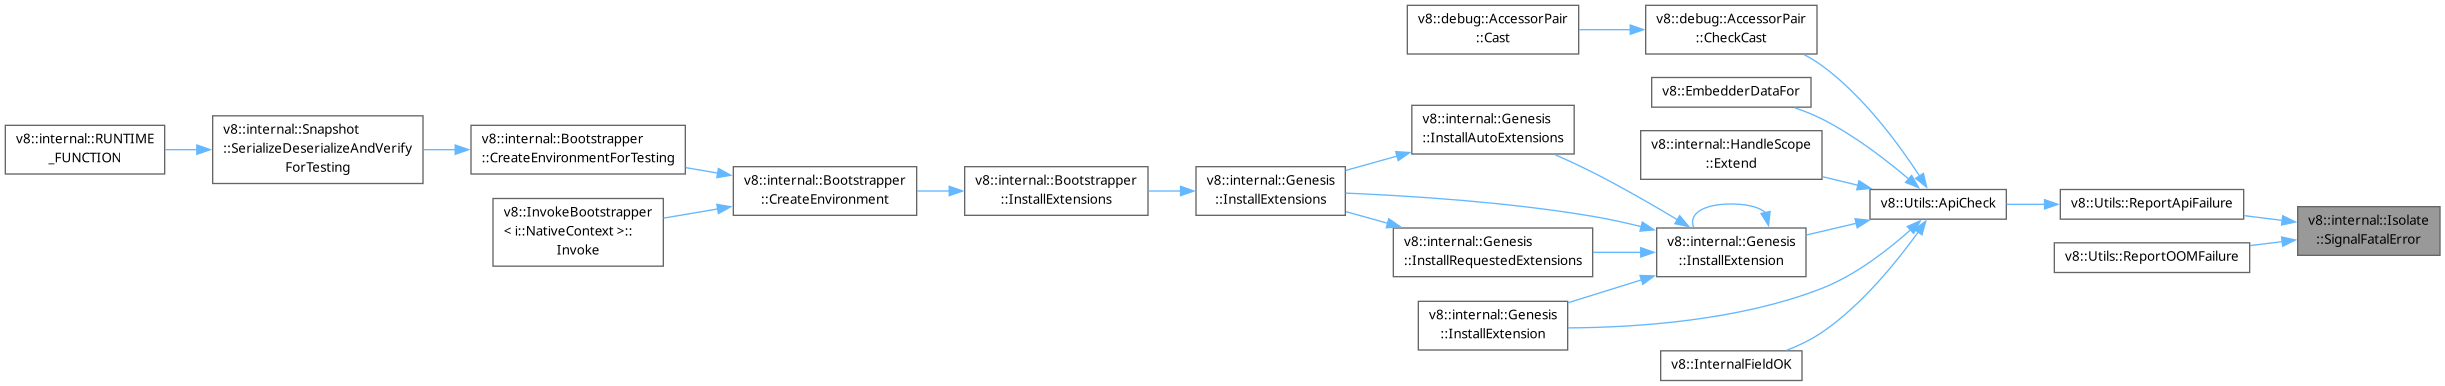 v8::internal::RUNTIME
_FUNCTION
v8::internal::Snapshot
::SerializeDeserializeAndVerify
ForTesting
v8::internal::Bootstrapper
::CreateEnvironmentForTesting
v8::InvokeBootstrapper
< i::NativeContext >::
Invoke
v8::internal::Bootstrapper
::CreateEnvironment
v8::internal::Bootstrapper
::InstallExtensions
v8::internal::Genesis
::InstallExtensions
v8::debug::AccessorPair
::Cast
v8::internal::Genesis
::InstallAutoExtensions
v8::internal::Genesis
::InstallRequestedExtensions
v8::internal::Genesis
::InstallExtension
v8::debug::AccessorPair
::CheckCast
v8::EmbedderDataFor
v8::internal::HandleScope
::Extend
v8::internal::Genesis
::InstallExtension
v8::InternalFieldOK
v8::Utils::ApiCheck
v8::Utils::ReportApiFailure
v8::Utils::ReportOOMFailure
v8::internal::Isolate
::SignalFatalError